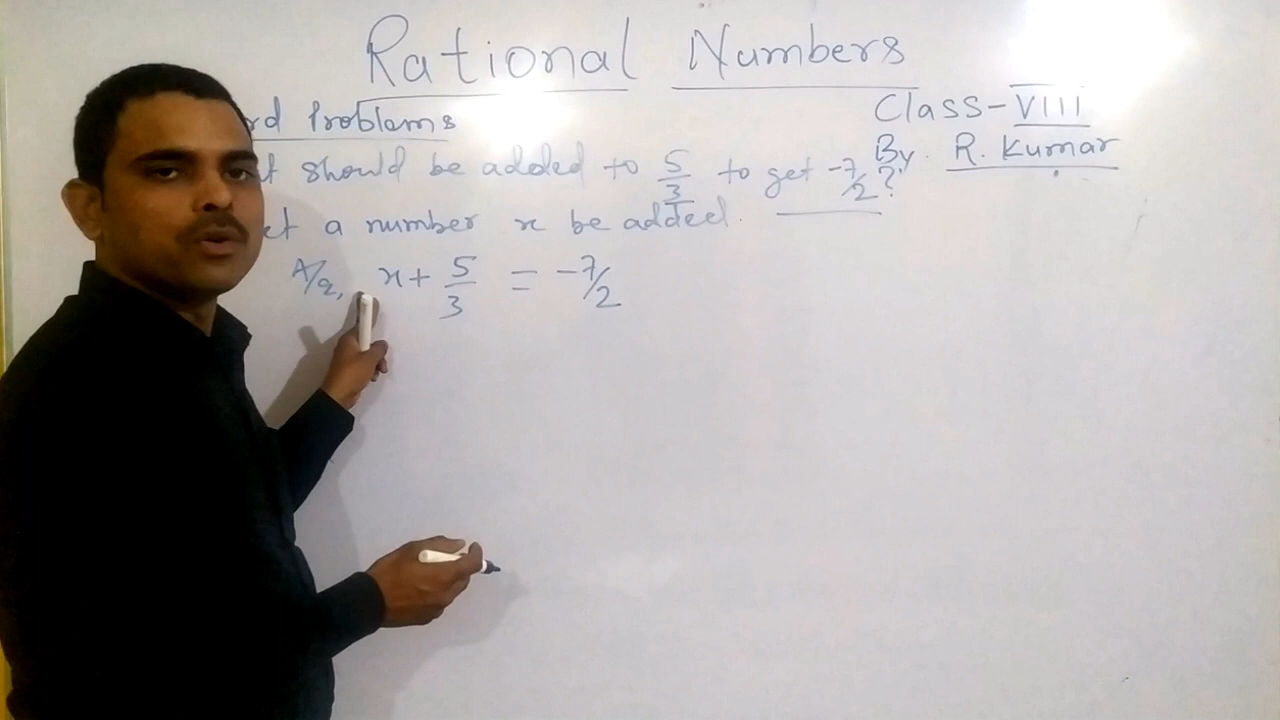 Rational Numbers
Class-VIII
By. R. Kumar
rd Problems
t should be added to 5/3 to get -7/2?
et a number x be added.
A/q, x + 5/3 = -7/2